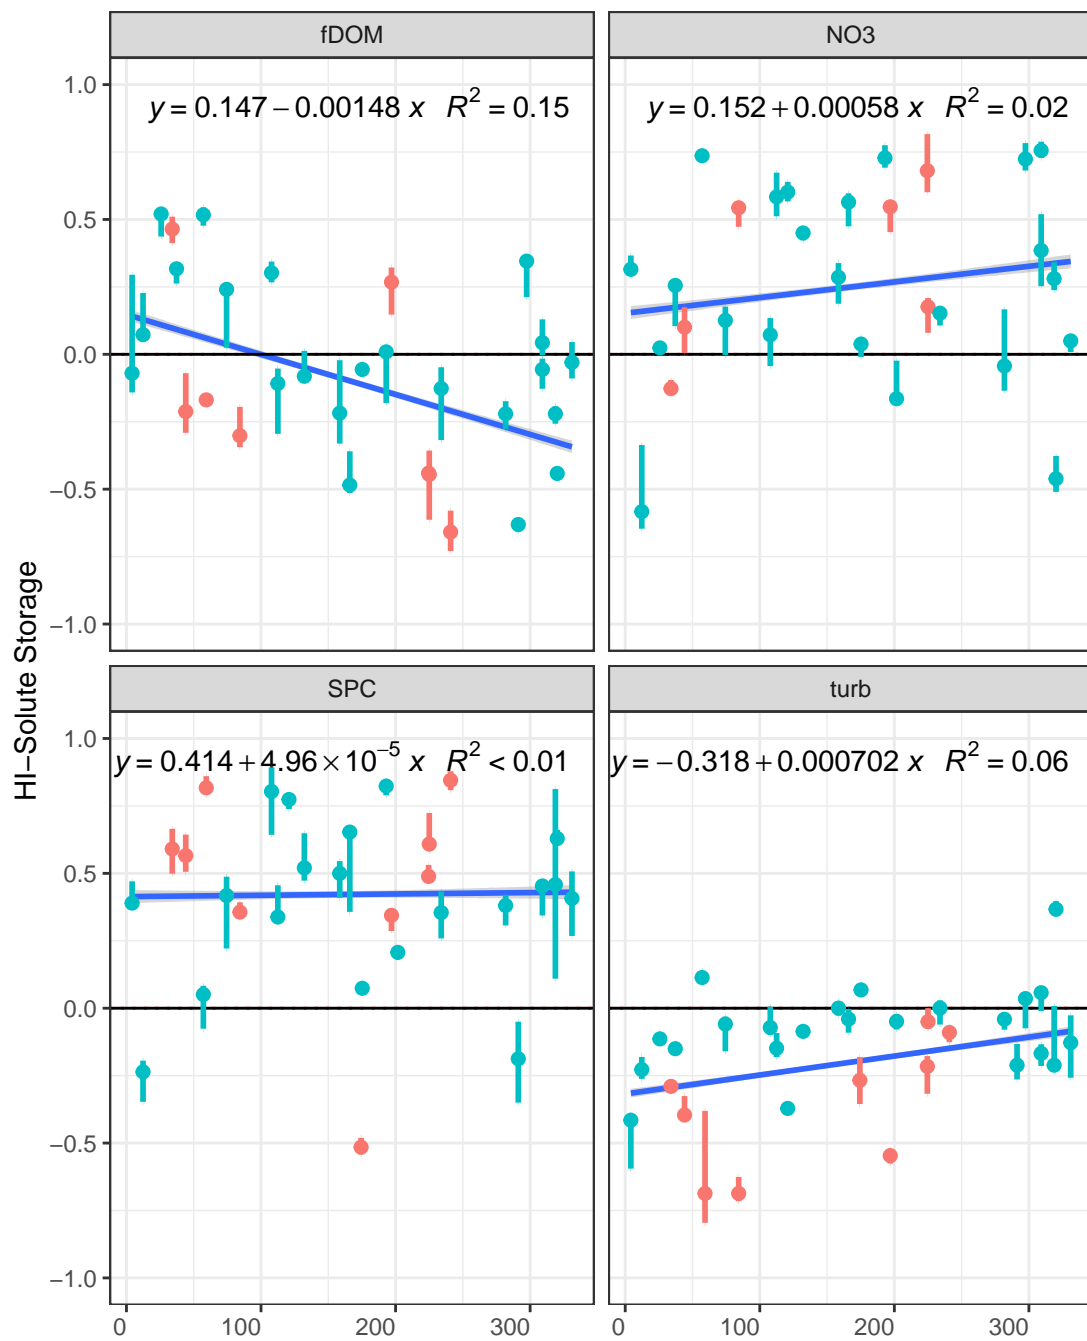 fDOM
NO3
1.0
0.5
0.0
−0.5
−1.0
y = 0.147 − 0.00148 x R² = 0.15
y = 0.152 + 0.00058 x R² = 0.02
HI−Solute Storage
SPC
turb
1.0
0.5
0.0
−0.5
−1.0
y = 0.414 + 4.96 × 10⁻⁵ x R² < 0.01
y = −0.318 + 0.000702 x R² = 0.06
0 100 200 300
0 100 200 300